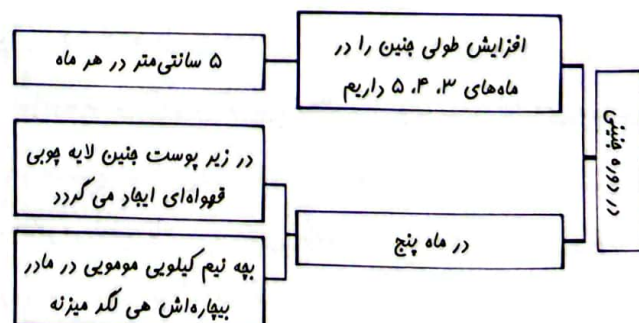 در دوره جنینی
افزایش طولی جنین را در
ماه‌های ۳، ۴، ۵ داریم
۵ سانتی‌متر در هر ماه
در ماه پنج
در زیر پوست جنین لایه چوبی
قهوه‌ای ایجاد می گردد
بچه نیم کیلویی مومویی در مادر
بیچاره‌اش هی لگد میزنه